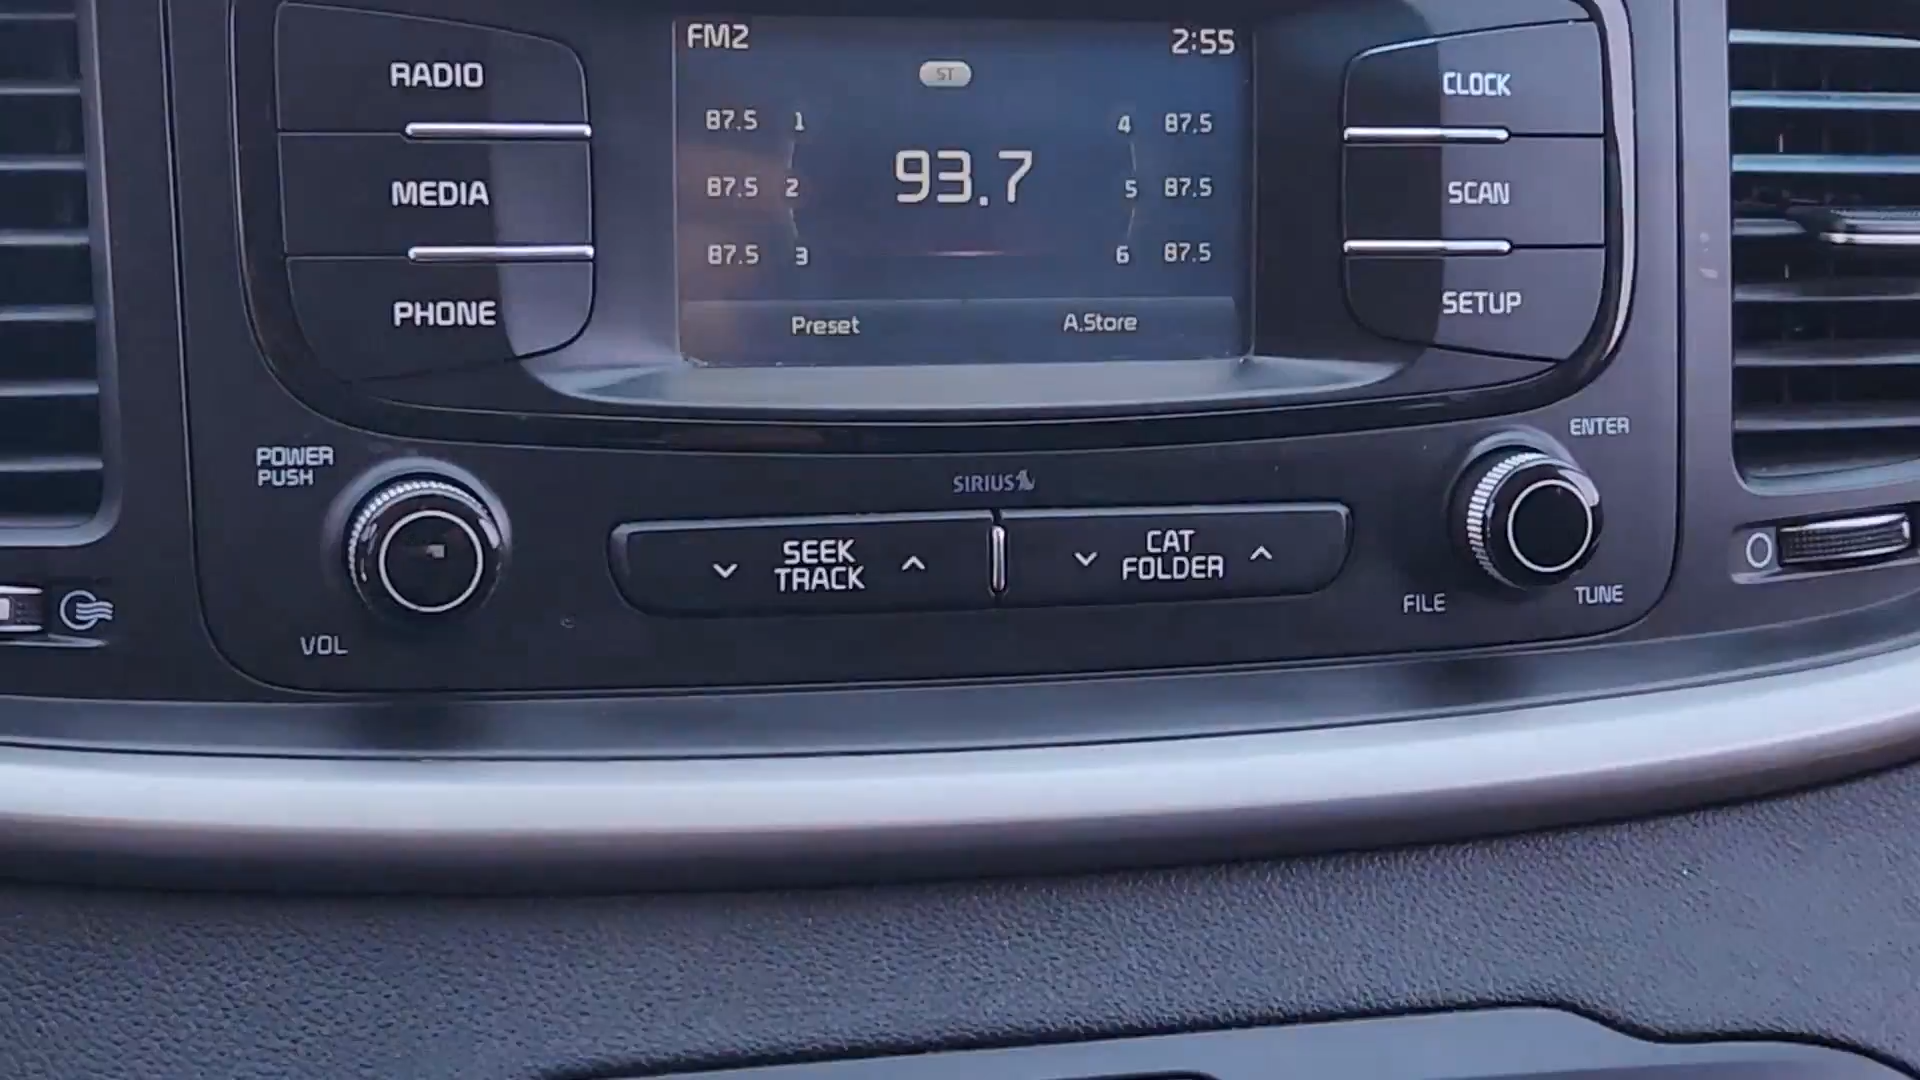 FM2
2:55
ST
RADIO
MEDIA
PHONE
87.5 1
87.5 2
87.5 3
93.7
4 87.5
5 87.5
6 87.5
Preset
A.Store
CLOCK
SCAN
SETUP
POWER
PUSH
VOL
SIRIUS
SEEK
TRACK
CAT
FOLDER
ENTER
FILE
TUNE